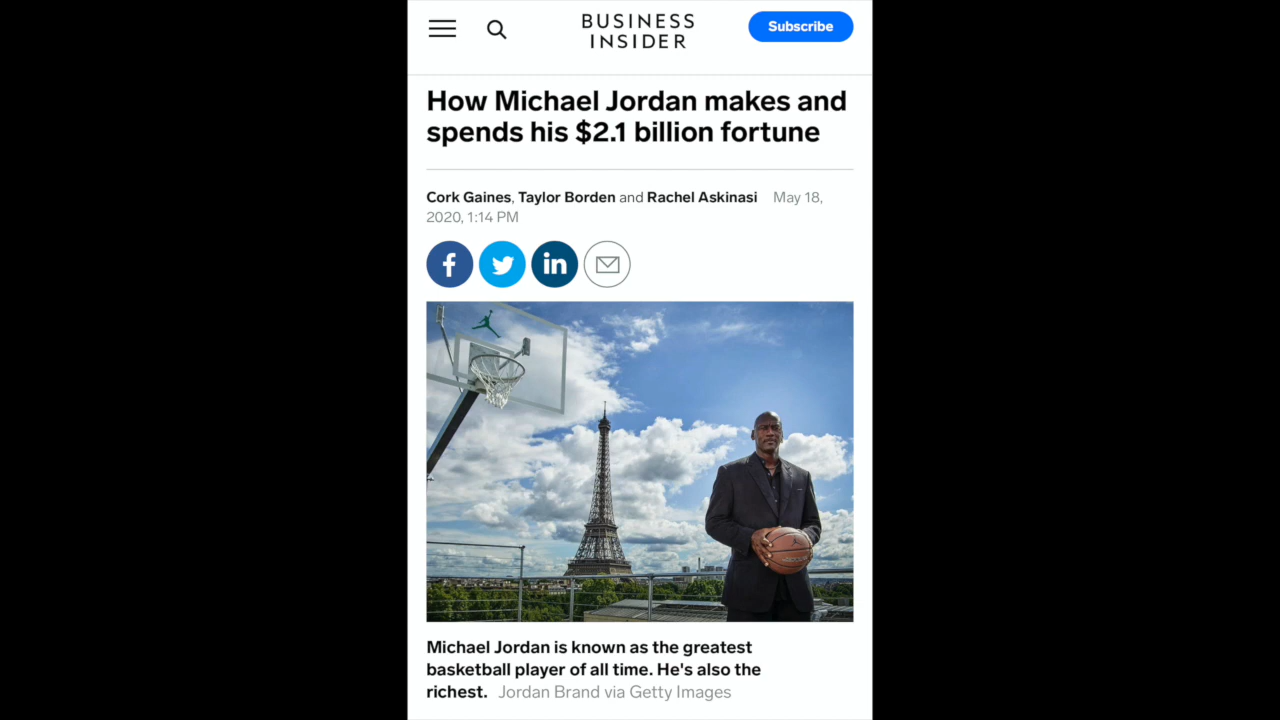 BUSINESS
INSIDER
Subscribe
How Michael Jordan makes and
spends his $2.1 billion fortune
Cork Gaines, Taylor Borden and Rachel Askinasi May 18,
2020, 1:14 PM
Michael Jordan is known as the greatest
basketball player of all time. He's also the
richest. Jordan Brand via Getty Images